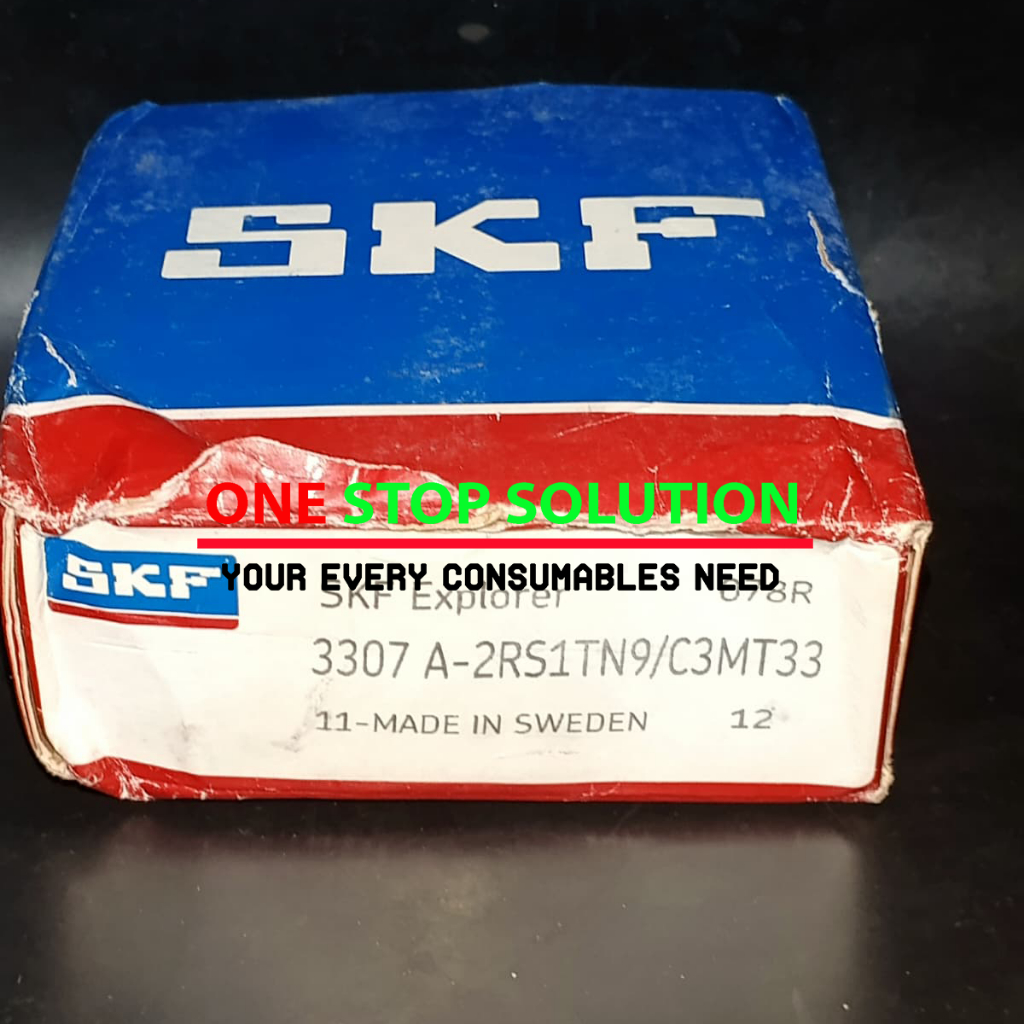 SKF
ONE STOP SOLUTION
YOUR EVERY CONSUMABLES NEED
SKF
SKF Explorer 078R
3307 A-2RS1TN9/C3MT33
11-MADE IN SWEDEN 12